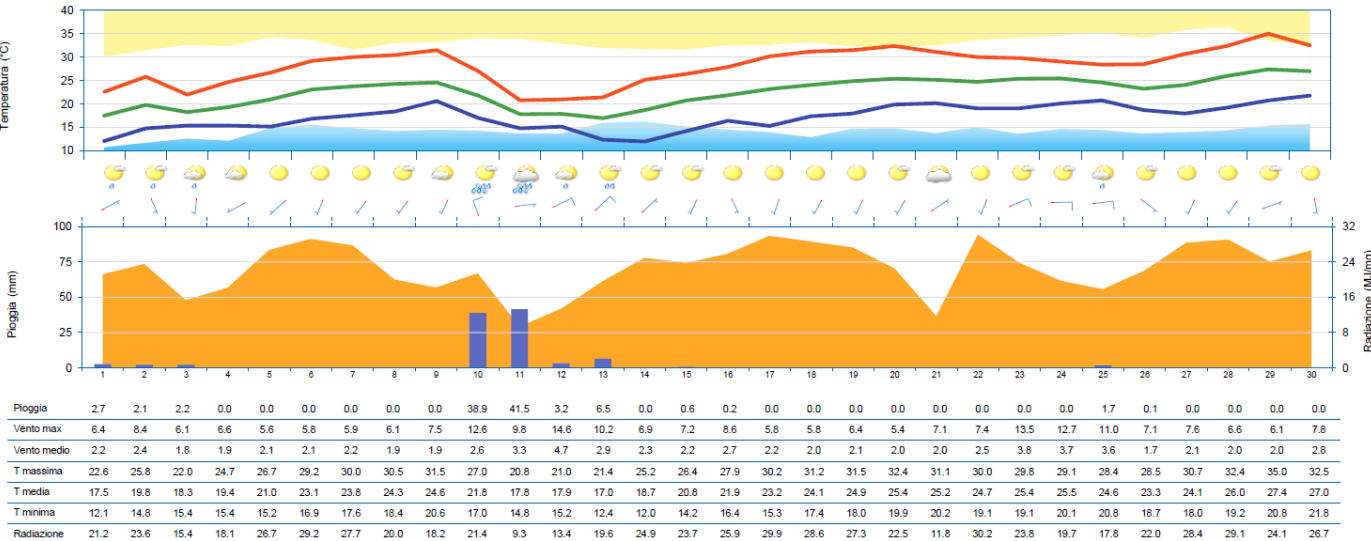 40
35
30
25
20
15
10
Temperatura (°C)
100
75
50
25
0
Pioggia (mm)
32
24
16
8
0
Radiazione (MJ/mq)
1 2 3 4 5 6 7 8 9 10 11 12 13 14 15 16 17 18 19 20 21 22 23 24 25 26 27 28 29 30
Pioggia 2.7 2.1 2.2 0.0 0.0 0.0 0.0 0.0 0.0 38.9 41.5 3.2 6.5 0.0 0.6 0.2 0.0 0.0 0.0 0.0 0.0 0.0 0.0 0.0 1.7 0.1 0.0 0.0 0.0 0.0
Vento max 6.4 8.4 6.1 6.6 5.6 5.8 5.9 6.1 7.5 12.6 9.8 14.6 10.2 6.9 7.2 8.6 5.8 5.8 6.4 5.4 7.1 7.4 13.5 12.7 11.0 7.1 7.6 6.6 6.1 7.8
Vento medio 2.2 2.4 1.8 1.9 2.1 2.1 2.2 1.9 1.9 2.6 3.3 4.7 2.9 2.3 2.2 2.7 2.2 2.0 2.1 2.0 2.0 2.5 3.8 3.7 3.6 1.7 2.1 2.0 2.0 2.8
T massima 22.6 25.8 22.0 24.7 26.7 29.2 30.0 30.5 31.5 27.0 20.8 21.0 21.4 25.2 26.4 27.9 30.2 31.2 31.5 32.4 31.1 30.0 29.8 29.1 28.4 28.5 30.7 32.4 35.0 32.5
T media 17.5 19.8 18.3 19.4 21.0 23.1 23.8 24.3 24.6 21.8 17.8 17.9 17.0 18.7 20.8 21.9 23.2 24.1 24.9 25.4 25.2 24.7 25.4 25.5 24.6 23.3 24.1 26.0 27.4 27.0
T minima 12.1 14.8 15.4 15.4 15.2 16.9 17.6 18.4 20.6 17.0 14.8 15.2 12.4 12.0 14.2 16.4 15.3 17.4 18.0 19.9 20.2 19.1 19.1 20.1 20.8 18.7 18.0 19.2 20.8 21.8
Radiazione 21.2 23.6 15.4 18.1 26.7 29.2 27.7 20.0 18.2 21.4 9.3 13.4 19.6 24.9 23.7 25.9 29.9 28.6 27.3 22.5 11.8 30.2 23.8 19.7 17.8 22.0 28.4 29.1 24.1 26.7